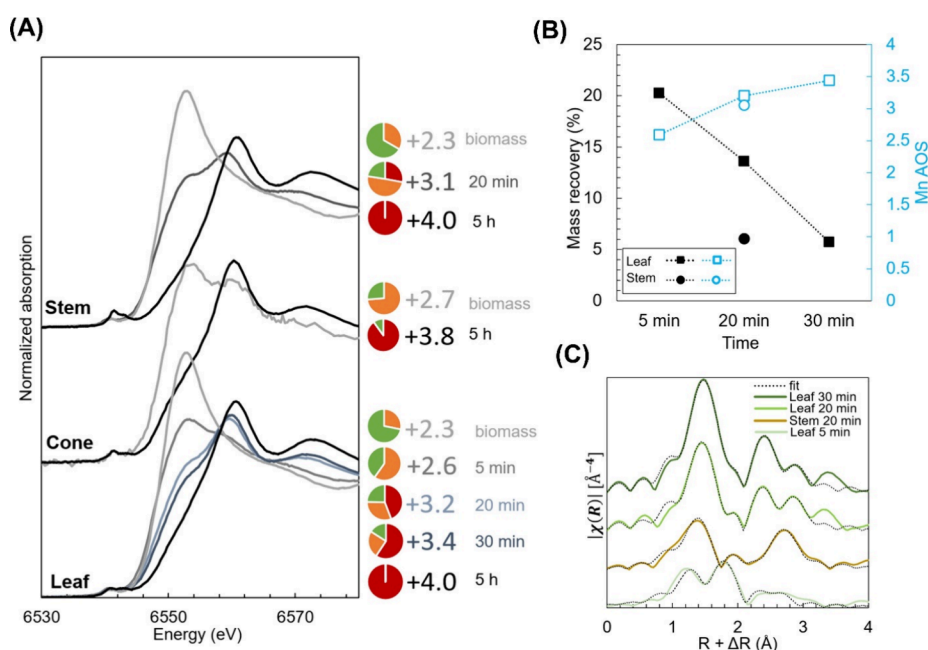 (A)
Normalized absorption
Stem
Cone
Leaf
6530
6550
6570
Energy (eV)
+2.3 biomass
+3.1 20 min
+4.0 5 h
+2.7 biomass
+3.8 5 h
+2.3 biomass
+2.6 5 min
+3.2 20 min
+3.4 30 min
+4.0 5 h
(B)
Mass recovery (%)
25
20
15
10
5
0
Leaf
Stem
5 min
20 min
30 min
Time
4
3.5
3
2.5
2
1.5
1
0.5
0
Mn AOS
(C)
|χ(R)| [Å⁻⁴]
fit
Leaf 30 min
Leaf 20 min
Stem 20 min
Leaf 5 min
0
1
2
3
4
R + ΔR (Å)